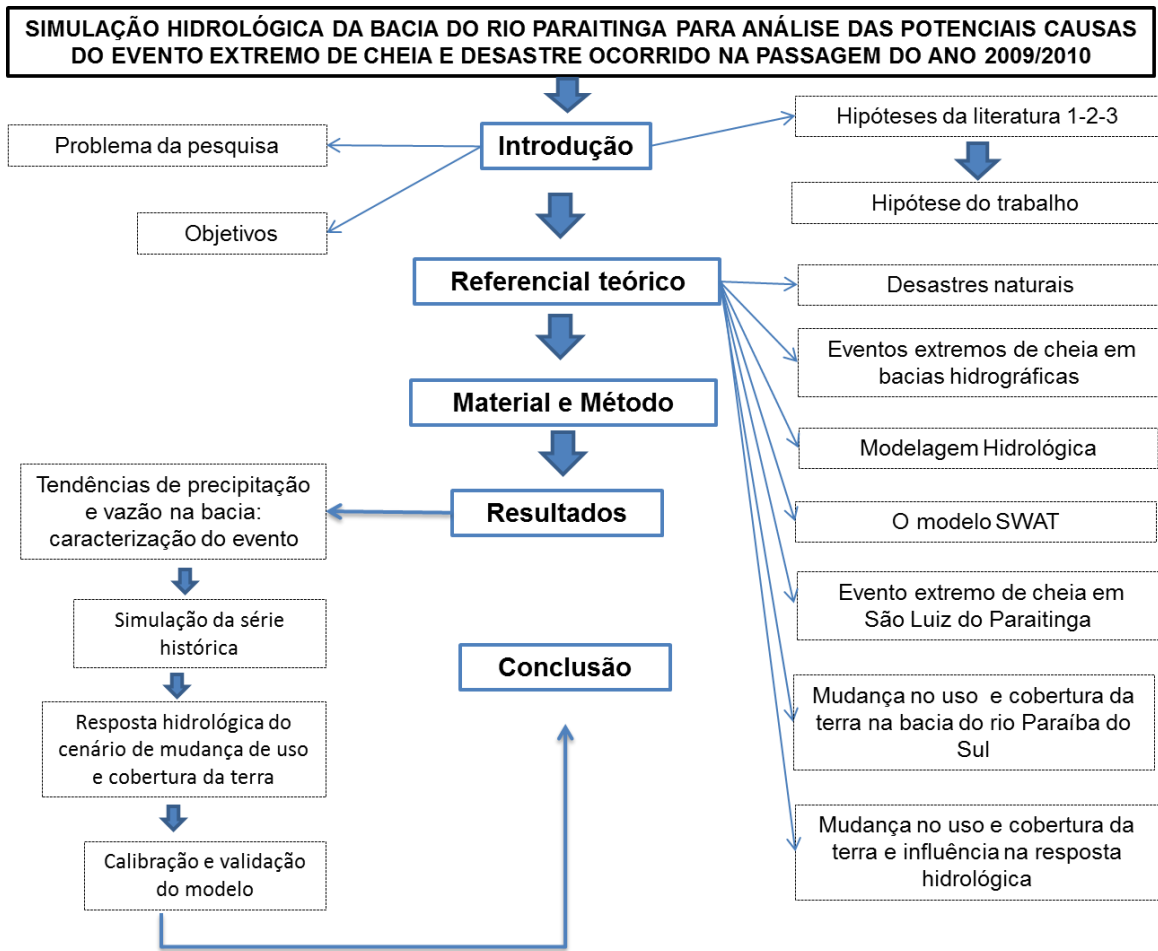 SIMULAÇÃO HIDROLÓGICA DA BACIA DO RIO PARAITINGA PARA ANÁLISE DAS POTENCIAIS CAUSAS
DO EVENTO EXTREMO DE CHEIA E DESASTRE OCORRIDO NA PASSAGEM DO ANO 2009/2010
Introdução
Problema da pesquisa
Objetivos
Hipóteses da literatura 1-2-3
Hipótese do trabalho
Referencial teórico
Desastres naturais
Eventos extremos de cheia em
bacias hidrográficas
Modelagem Hidrológica
O modelo SWAT
Evento extremo de cheia em
São Luiz do Paraitinga
Mudança no uso e cobertura da
terra na bacia do rio Paraíba do
Sul
Mudança no uso e cobertura da
terra e influência na resposta
hidrológica
Material e Método
Resultados
Tendências de precipitação
e vazão na bacia:
caracterização do evento
Simulação da série
histórica
Resposta hidrológica do
cenário de mudança de uso
e cobertura da terra
Calibração e validação
do modelo
Conclusão